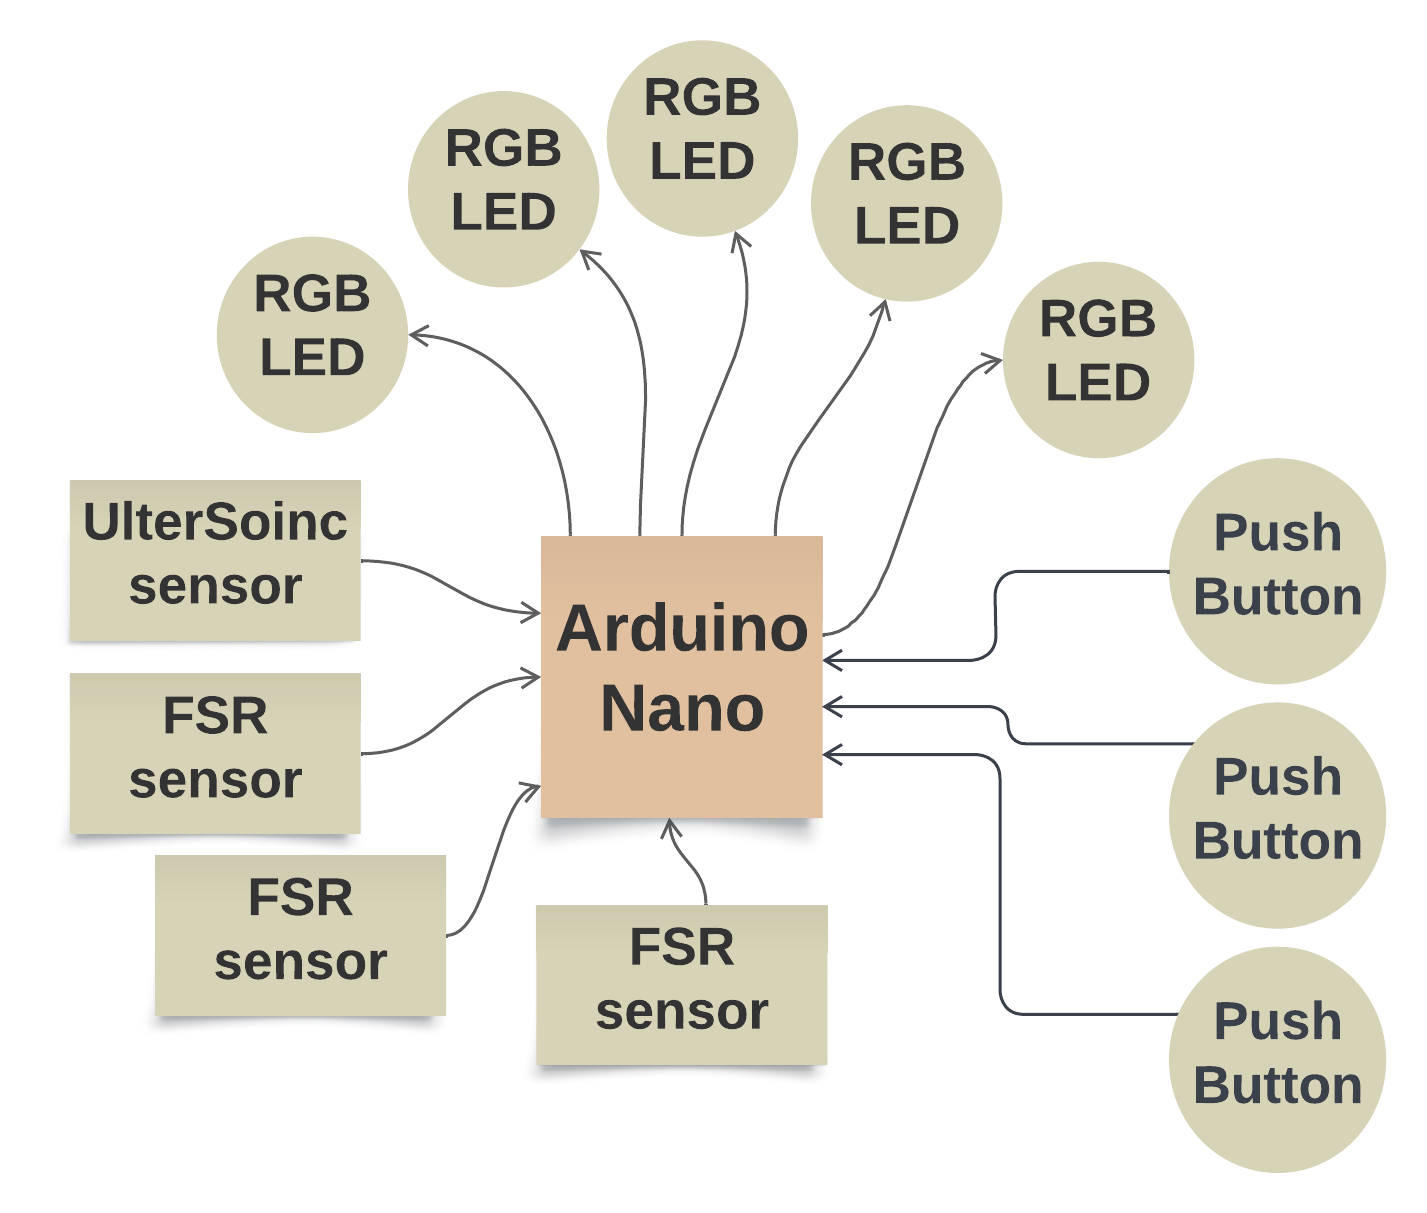 RGB
LED
RGB
LED
RGB
LED
RGB
LED
RGB
LED
UlterSoinc
sensor
FSR
sensor
FSR
sensor
FSR
sensor
Arduino
Nano
Push
Button
Push
Button
Push
Button